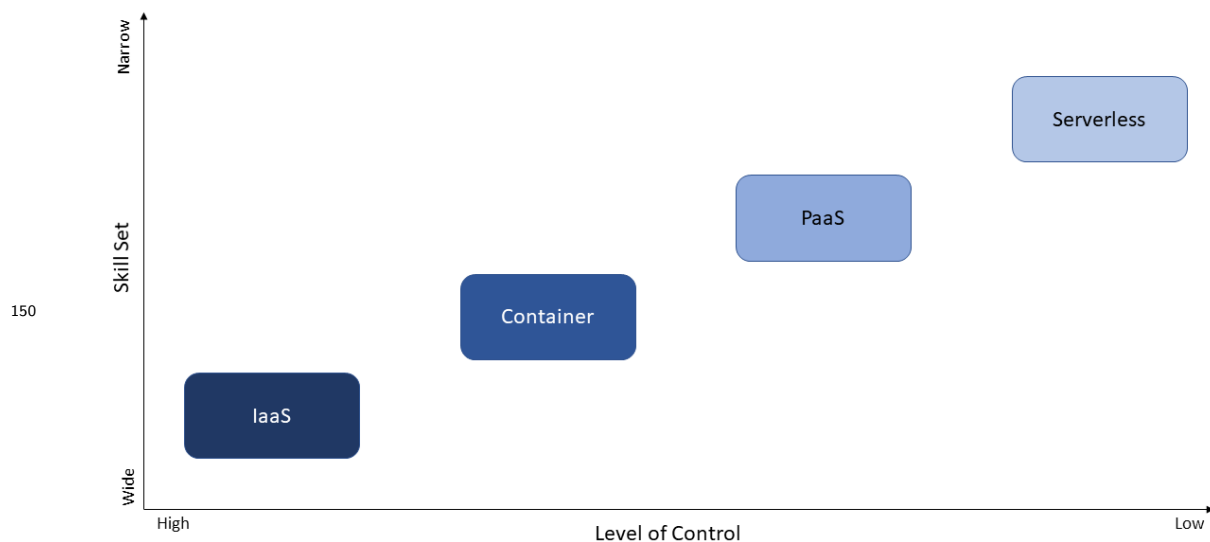 Narrow
Serverless
PaaS
Skill Set
150
Container
IaaS
Wide
High
Level of Control
Low